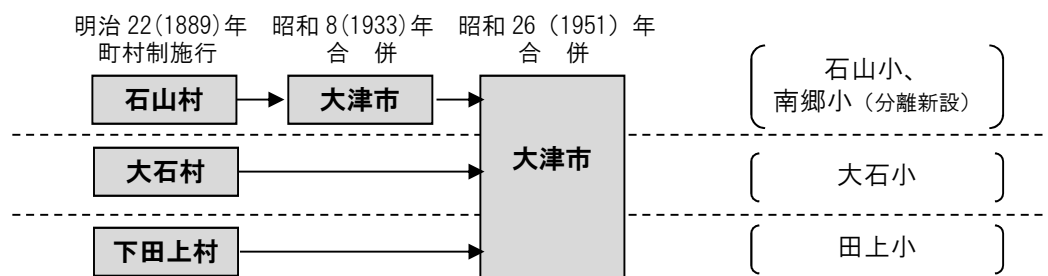 明治 22(1889)年 昭和 8(1933)年 昭和 26（1951）年
町村制施行 合　併 合　併
石山村 大津市 石山小、
南郷小（分離新設）
大石村 大津市 大石小
下田上村 田上小